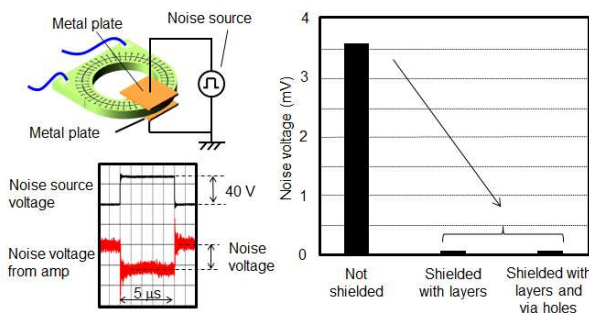 Metal plate
Noise source
Metal plate
Noise source
voltage
40 V
Noise voltage
from amp
Noise
voltage
5 µs
Noise voltage (mV)
4
3
2
1
0
Not
shielded
Shielded
with layers
Shielded with
layers and
via holes